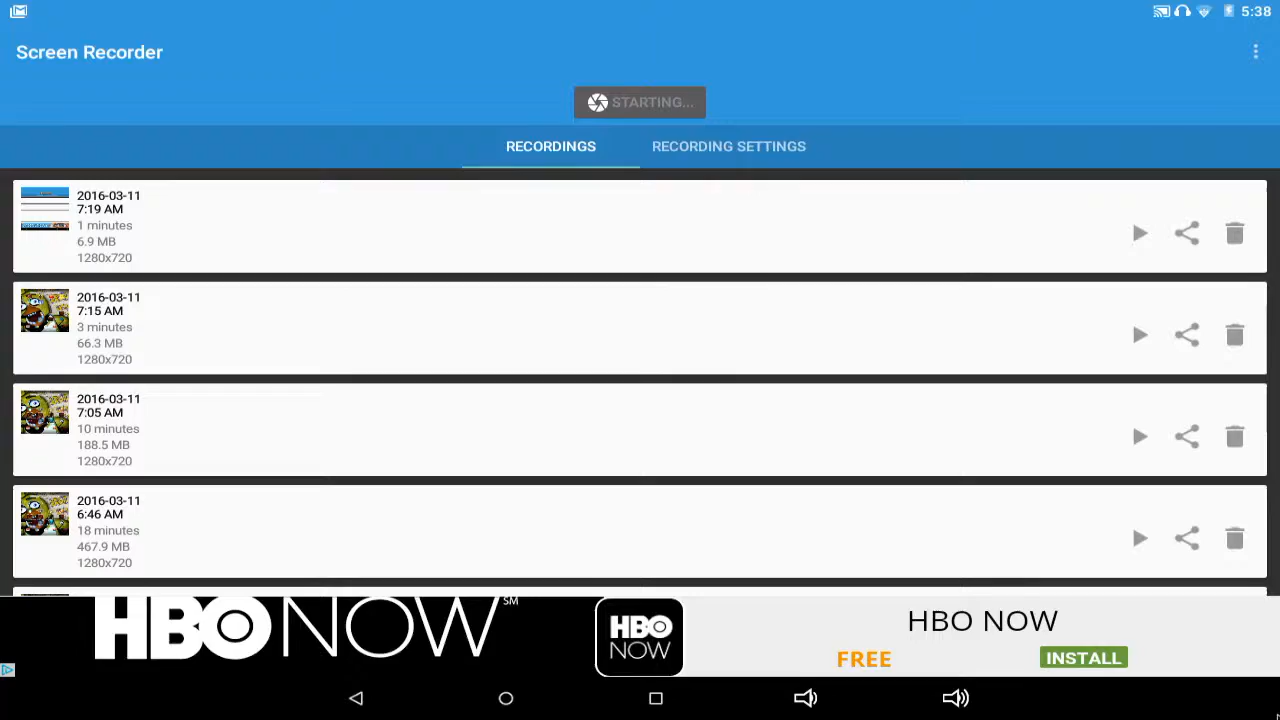 5:38
Screen Recorder
STARTING...
RECORDINGS
RECORDING SETTINGS
2016-03-11
7:19 AM
1 minutes
6.9 MB
1280x720
2016-03-11
7:15 AM
3 minutes
66.3 MB
1280x720
2016-03-11
7:05 AM
10 minutes
188.5 MB
1280x720
2016-03-11
6:46 AM
18 minutes
467.9 MB
1280x720
HBO NOW SM
HBO
NOW
HBO NOW
FREE
INSTALL